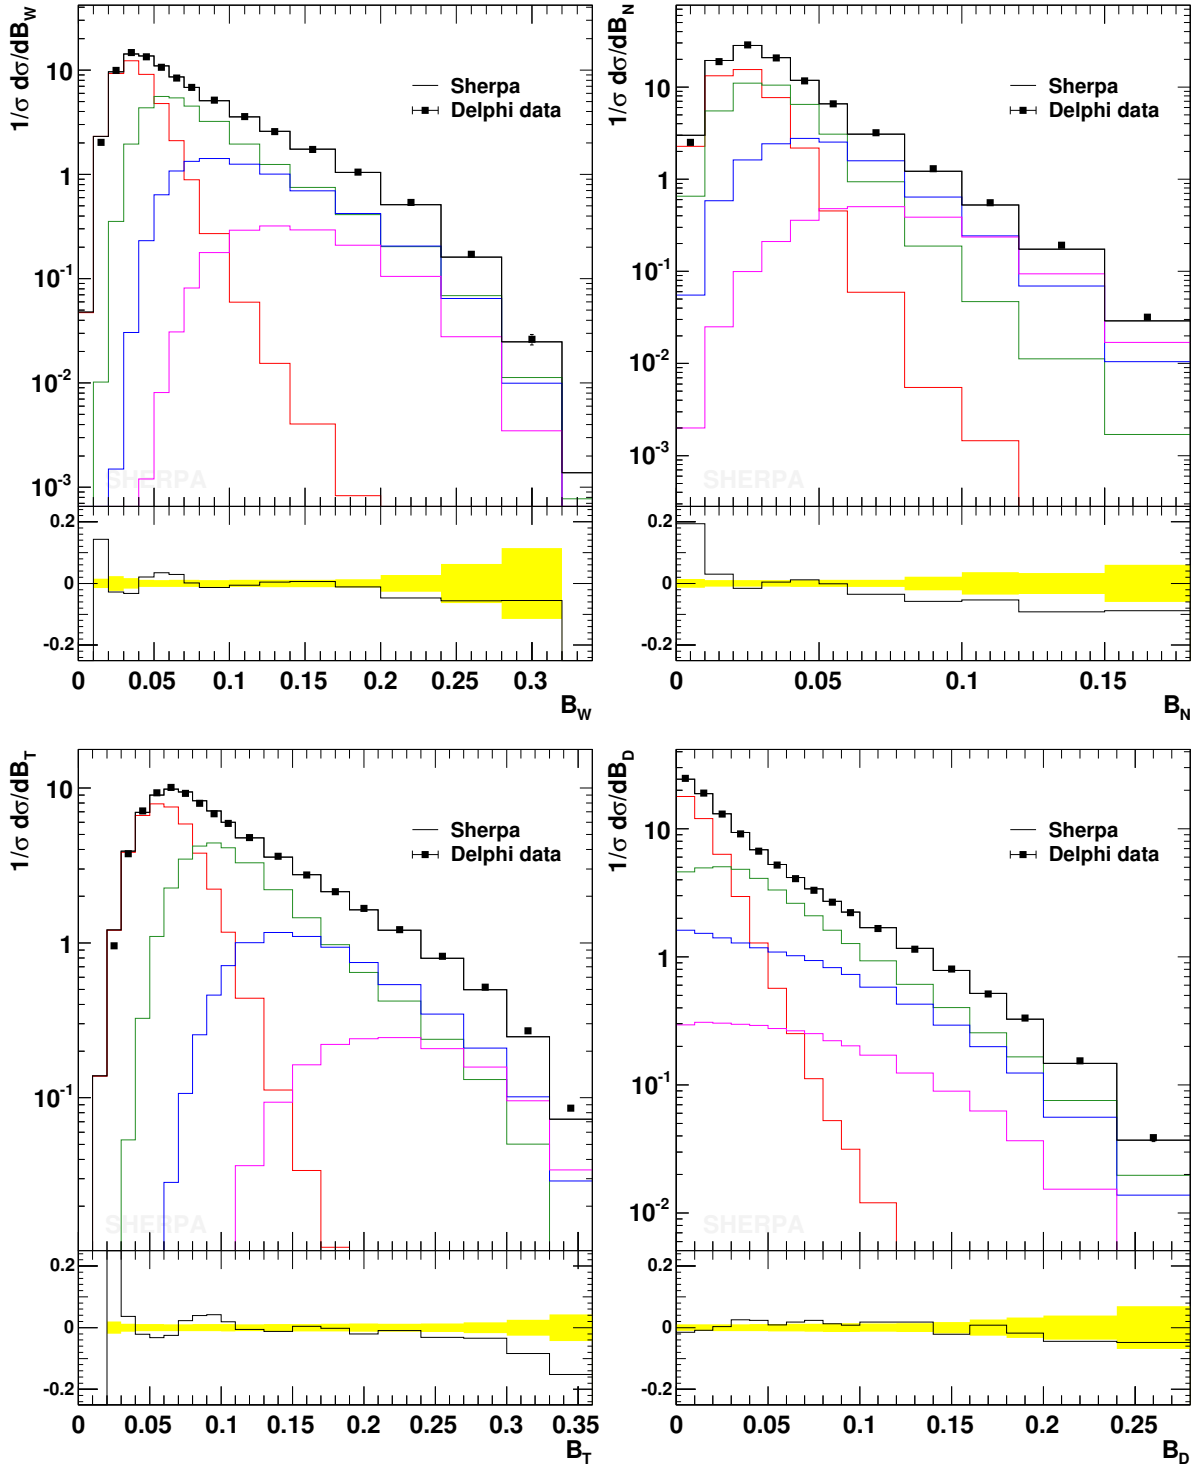 1/σ dσ/dB_W
10
1
10⁻¹
10⁻²
10⁻³
Sherpa
Delphi data
SHERPA
0.2
0
-0.2
0 0.05 0.1 0.15 0.2 0.25 0.3
B_W
1/σ dσ/dB_N
10
1
10⁻¹
10⁻²
10⁻³
Sherpa
Delphi data
SHERPA
0.2
0
-0.2
0 0.05 0.1 0.15
B_N
1/σ dσ/dB_T
10
1
10⁻¹
Sherpa
Delphi data
SHERPA
0.2
0
-0.2
0 0.05 0.1 0.15 0.2 0.25 0.3 0.35
B_T
1/σ dσ/dB_D
10
1
10⁻¹
10⁻²
Sherpa
Delphi data
SHERPA
0.2
0
-0.2
0 0.05 0.1 0.15 0.2 0.25
B_D